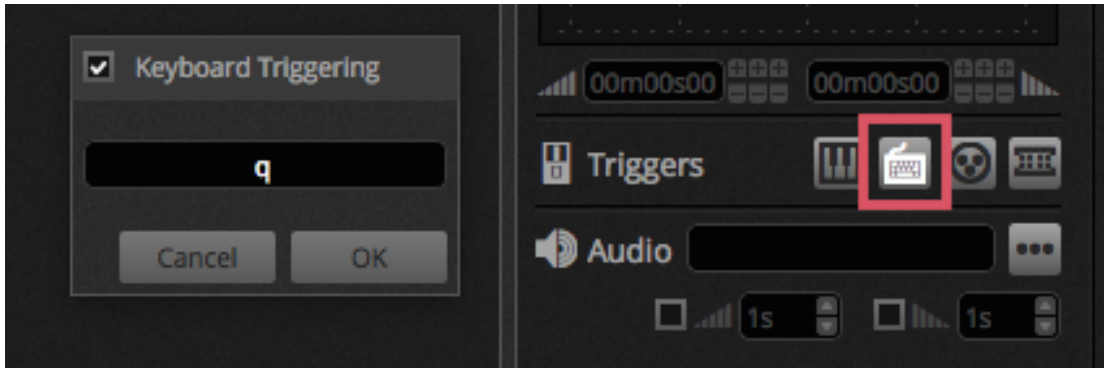 Keyboard Triggering
q
Cancel OK
00m00s00 00m00s00
Triggers
Audio
1s 1s